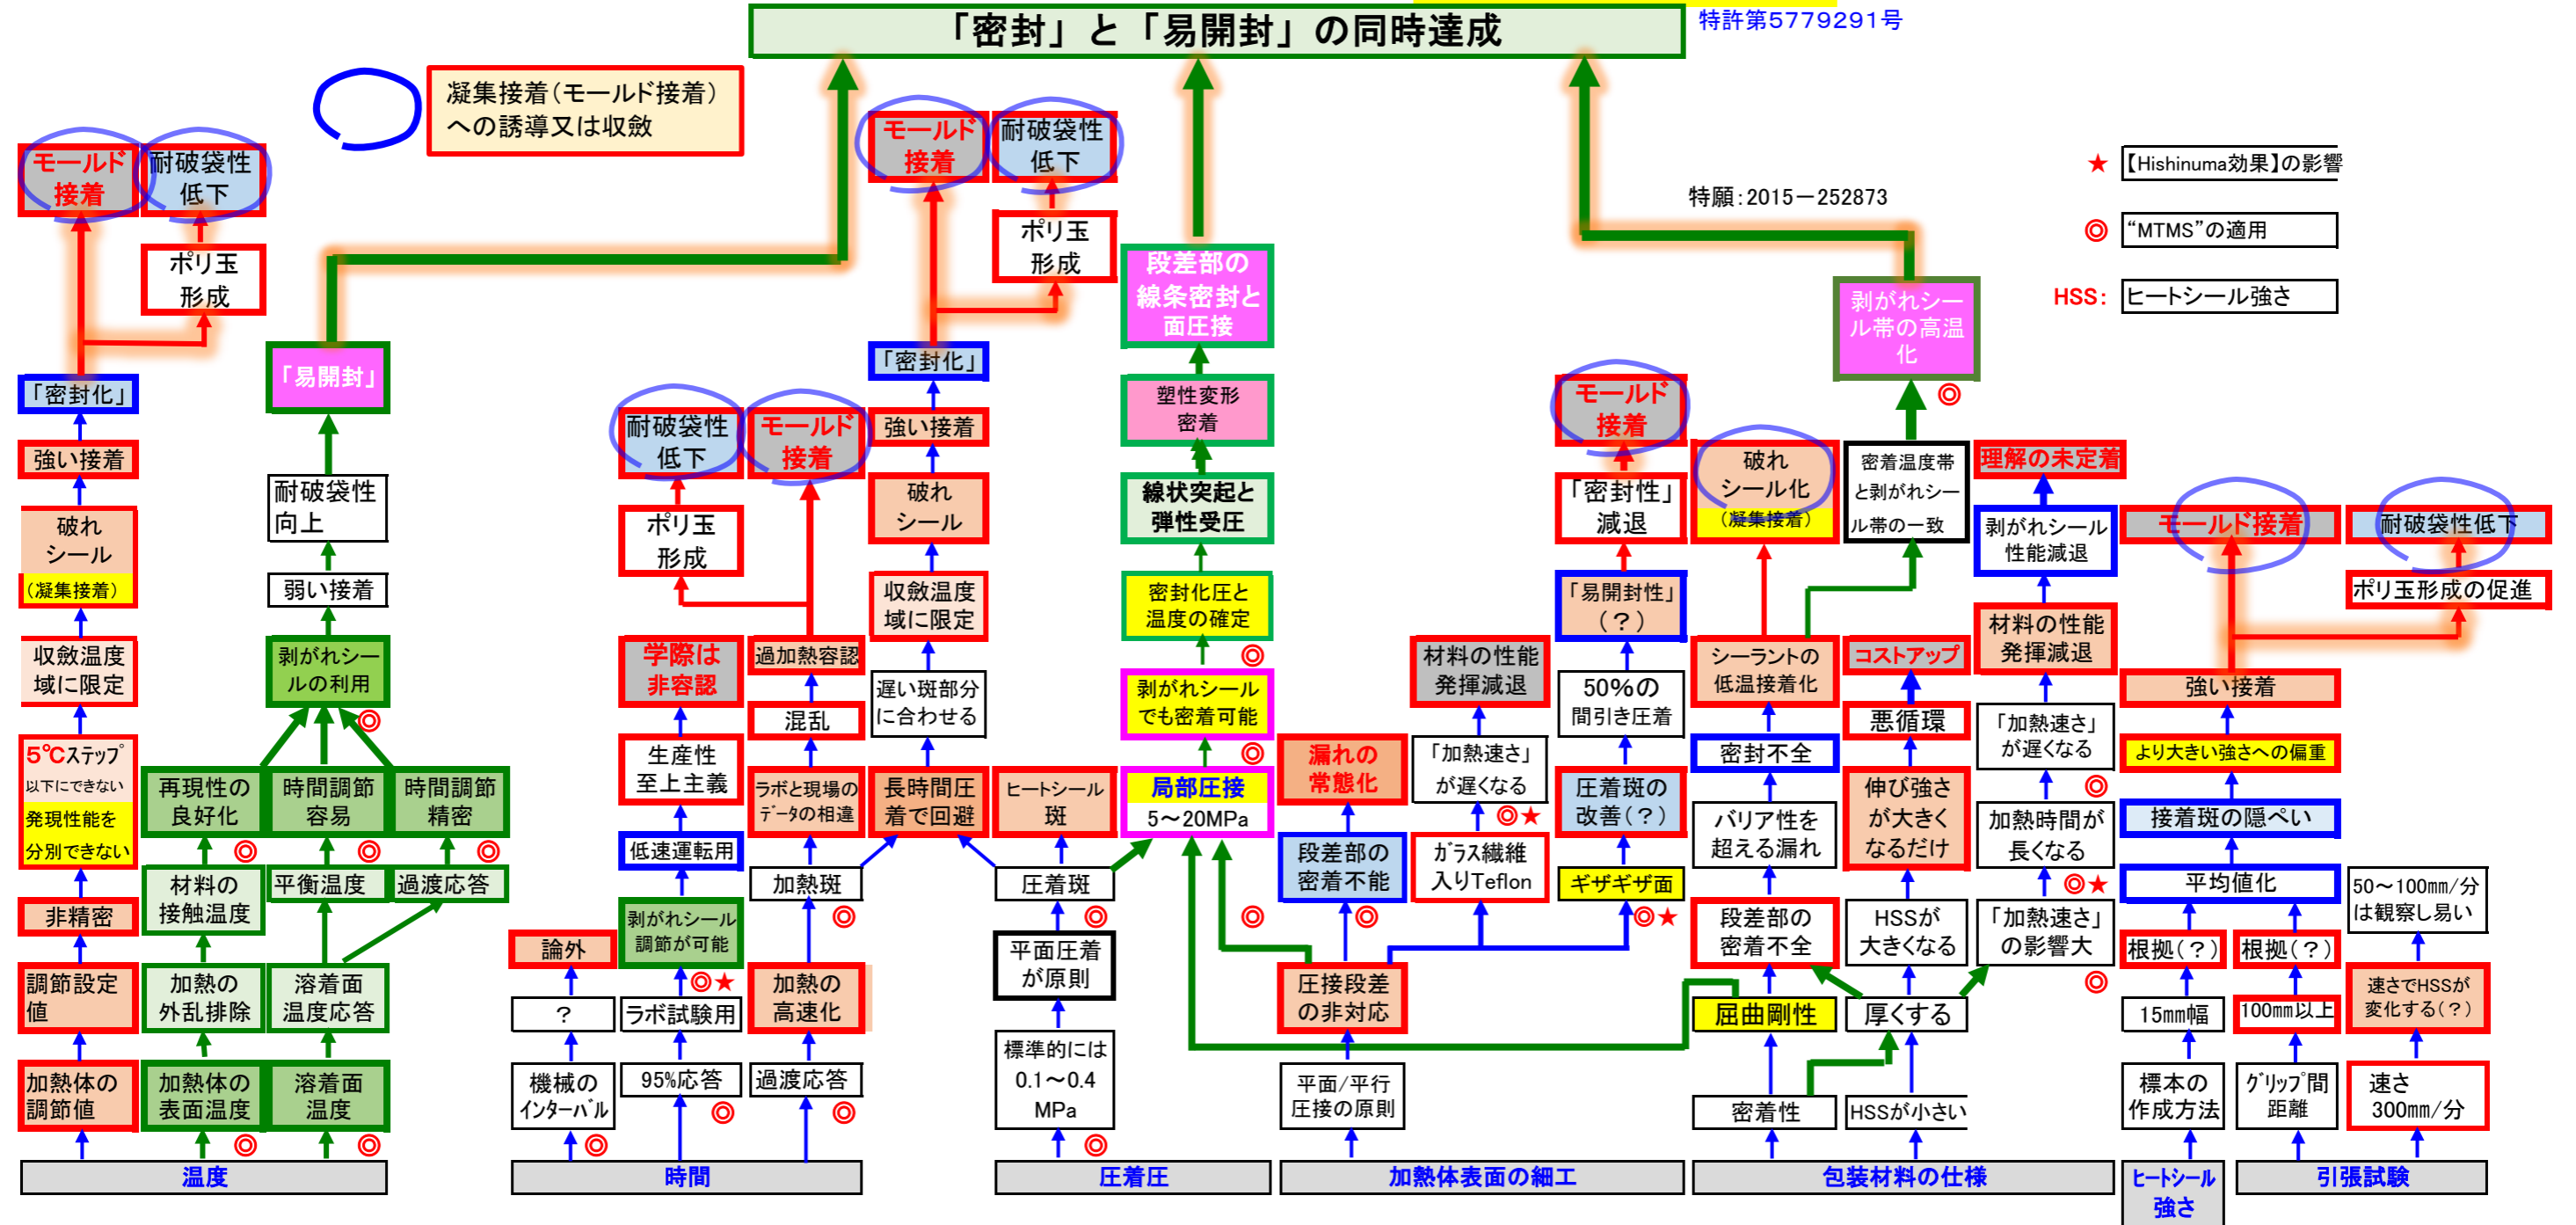 「密封」と「易開封」の同時達成
特許第5779291号
凝集接着(モールド接着)
への誘導又は収斂
★
【Hishinuma効果】の影響
◎
“MTMS”の適用
HSS:
ヒートシール強さ
特願:2015-252873
モールド
接着
耐破袋性
低下
ポリ玉
形成
「密封化」
強い接着
破れ
シール
(凝集接着)
収斂温度
域に限定
5℃ステップ
以下にできない
発現性能を
分別できない
非精密
調節設定
値
加熱体の
調節値
「易開封」
耐破袋性
向上
弱い接着
剥がれシー
ルの利用
◎
再現性の
良好化
時間調節
容易
時間調節
精密
◎
◎
◎
材料の
接触温度
平衡温度
過渡応答
加熱の
外乱排除
溶着面
温度応答
加熱体の
表面温度
溶着面
温度
◎
◎
温度
耐破袋性
低下
モールド
接着
ポリ玉
形成
学際は
非容認
過加熱容認
混乱
生産性
至上主義
ラボと現場の
データの相違
低速運転用
加熱斑
◎
剥がれシール
調節が可能
◎★
論外
?
ラボ試験用
加熱の
高速化
機械の
インターバル
95%応答
過渡応答
◎
◎
◎
時間
モールド
接着
耐破袋性
低下
ポリ玉
形成
「密封化」
強い接着
破れ
シール
収斂温度
域に限定
遅い斑部分
に合わせる
長時間圧
着で回避
ヒートシール
斑
圧着斑
◎
平面圧着
が原則
標準的には
0.1~0.4
MPa
◎
圧着圧
段差部の
線条密封と
面圧接
塑性変形
密着
線状突起と
弾性受圧
密封化圧と
温度の確定
◎
剥がれシール
でも密着可能
◎
局部圧接
5~20MPa
◎
漏れの
常態化
段差部の
密着不能
◎
圧接段差
の非対応
平面/平行
圧接の原則
材料の性能
発揮減退
「加熱速さ」
が遅くなる
◎★
ガラス繊維
入りTeflon
モールド
接着
「密封性」
減退
「易開封性」
(?)
50%の
間引き圧着
圧着斑の
改善(?)
ギザギザ面
◎★
加熱体表面の細工
剥がれシー
ル帯の高温
化
◎
破れ
シール化
(凝集接着)
密着温度帯
と剥がれシー
ル帯の一致
シーラントの
低温接着化
密封不全
バリア性を
超える漏れ
段差部の
密着不全
屈曲剛性
密着性
コストアップ
悪循環
伸び強さ
が大きく
なるだけ
HSSが
大きくなる
厚くする
HSSが小さい
理解の未定着
剥がれシール
性能減退
材料の性能
発揮減退
「加熱速さ」
が遅くなる
◎
加熱時間が
長くなる
◎★
「加熱速さ」
の影響大
◎
包装材料の仕様
モールド接着
耐破袋性低下
ポリ玉形成の促進
強い接着
より大きい強さへの偏重
接着斑の隠ぺい
平均値化
50~100㎜/分
は観察し易い
根拠(?)
根拠(?)
15㎜幅
100㎜以上
速さでHSSが
変化する(?)
標本の
作成方法
グリップ間
距離
速さ
300㎜/分
ヒートシール
強さ
引張試験